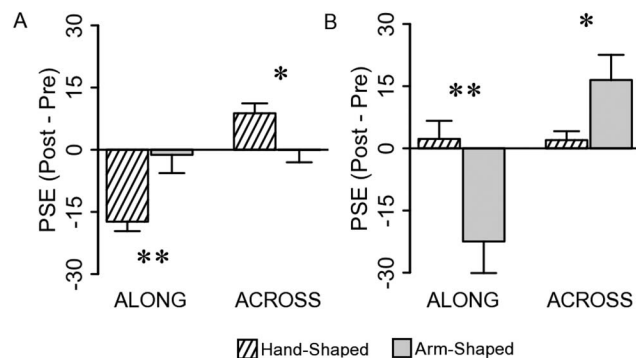 A
B
PSE (Post - Pre)
30
15
0
-15
-30
**
*
ALONG
ACROSS
PSE (Post - Pre)
30
15
0
-15
-30
**
*
ALONG
ACROSS
Hand-Shaped
Arm-Shaped